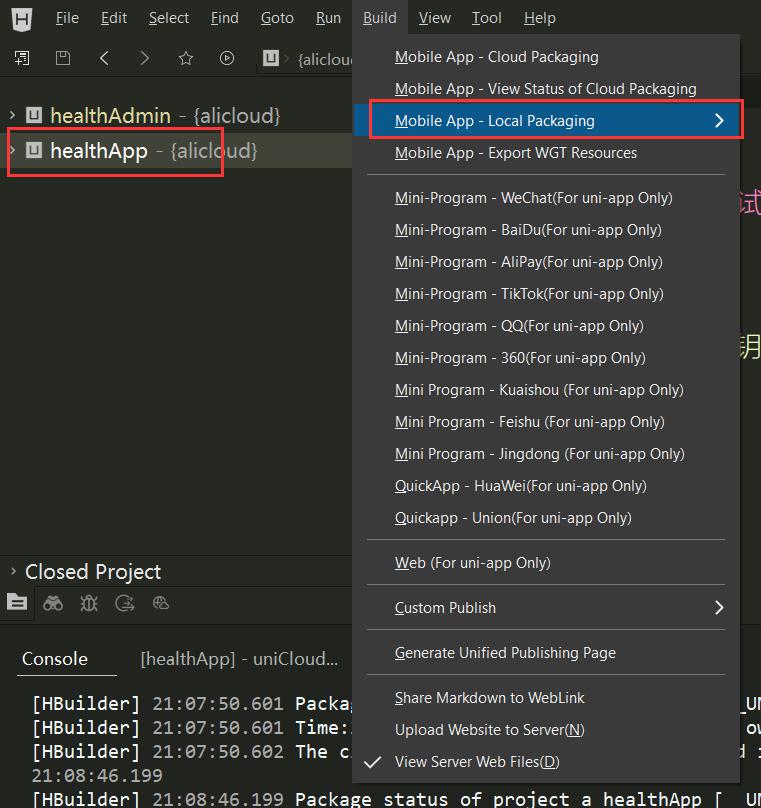 H File Edit Select Find Goto Run Build View Tool Help
U {aliclou
U healthAdmin - {alicloud}
U healthApp - {alicloud}
Mobile App - Cloud Packaging
Mobile App - View Status of Cloud Packaging
Mobile App - Local Packaging
Mobile App - Export WGT Resources
Mini-Program - WeChat(For uni-app Only)
Mini-Program - BaiDu(For uni-app Only)
Mini-Program - AliPay(For uni-app Only)
Mini-Program - TikTok(For uni-app Only)
Mini-Program - QQ(For uni-app Only)
Mini-Program - 360(For uni-app Only)
Mini Program - Kuaishou (For uni-app Only)
Mini Program - Feishu (For uni-app Only)
Mini Program - Jingdong (For uni-app Only)
QuickApp - HuaWei(For uni-app Only)
Quickapp - Union(For uni-app Only)
Web (For uni-app Only)
Custom Publish
Generate Unified Publishing Page
Share Markdown to WebLink
Upload Website to Server(N)
View Server Web Files(D)
试
钥
Closed Project
Console [healthApp] - uniCloud...
[HBuilder] 21:07:50.601 Packag _UN
[HBuilder] 21:07:50.601 Time: ow
[HBuilder] 21:07:50.602 The c d i
21:08:46.199
[HBuilder] 21:08:46.199 Package status of project a healthApp [__UN